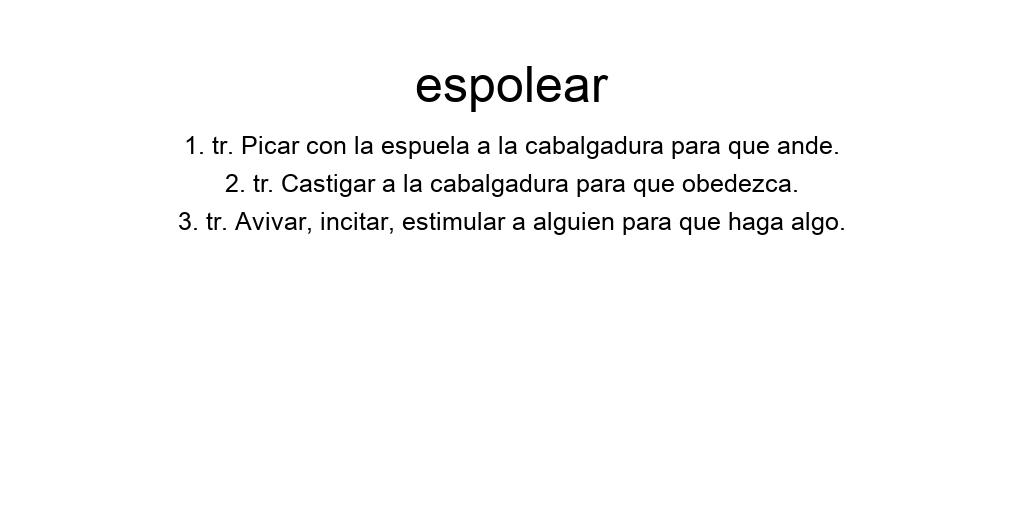 espolear
1. tr. Picar con la espuela a la cabalgadura para que ande.
2. tr. Castigar a la cabalgadura para que obedezca.
3. tr. Avivar, incitar, estimular a alguien para que haga algo.